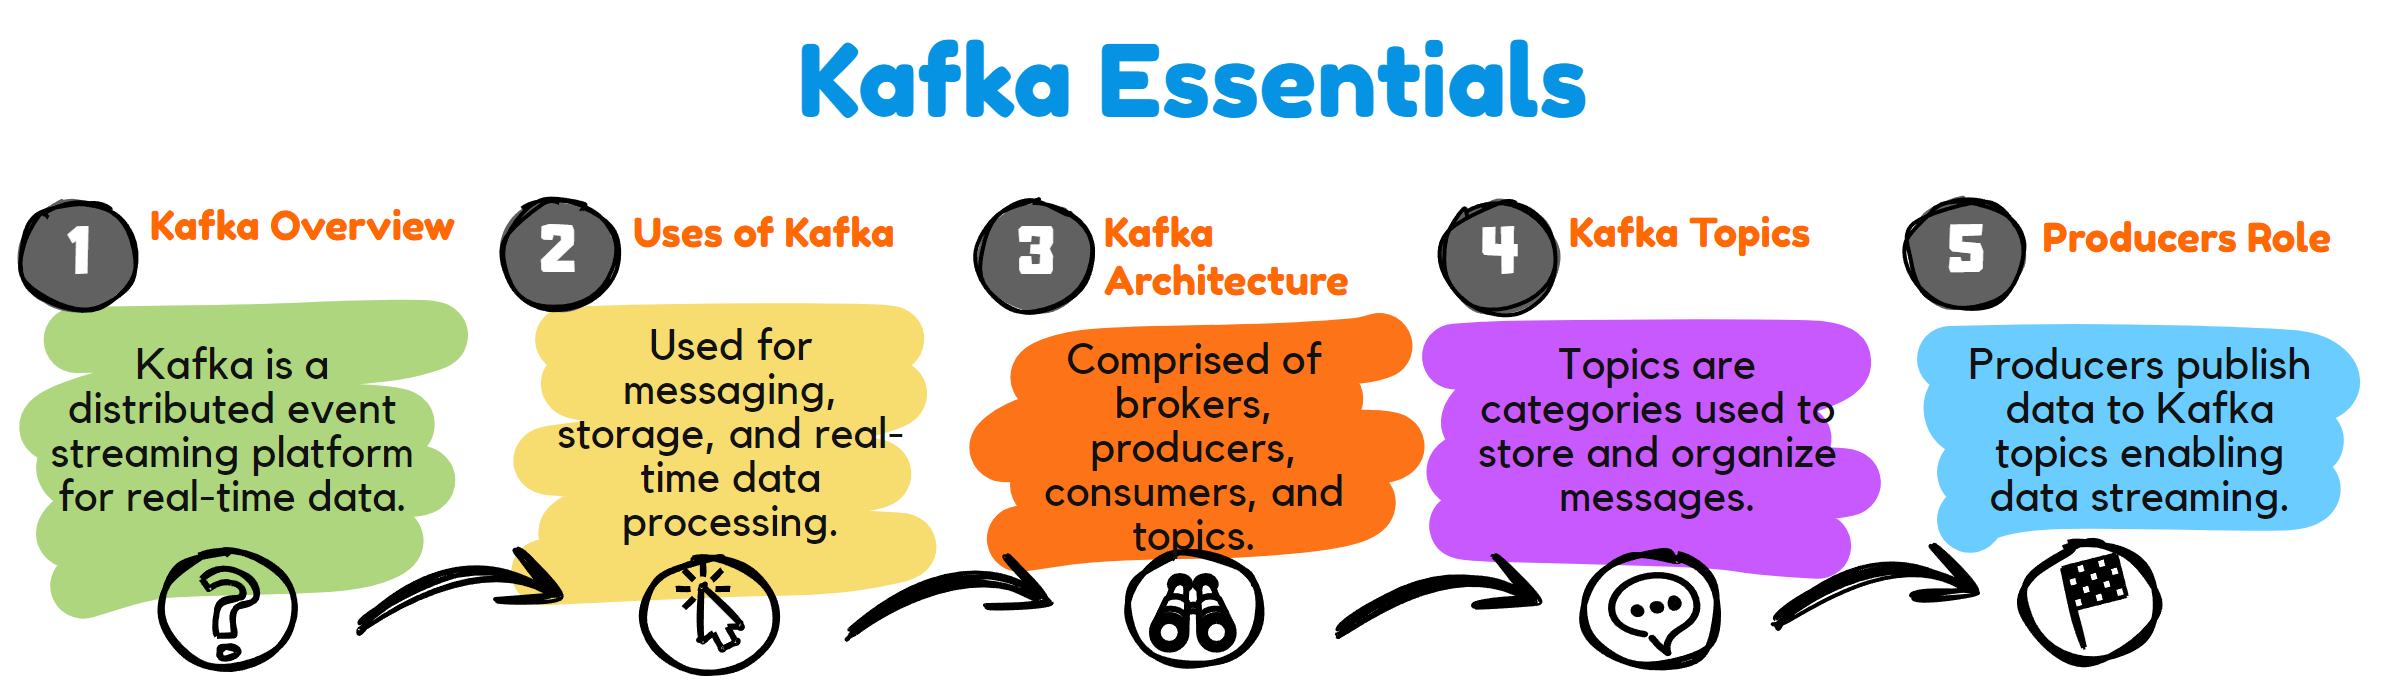 Kafka Essentials
1
Kafka Overview
Kafka is a
distributed event
streaming platform
for real-time data.
2
Uses of Kafka
Used for
messaging,
storage, and real-
time data
processing.
3
Kafka
Architecture
Comprised of
brokers,
producers,
consumers, and
topics.
4
Kafka Topics
Topics are
categories used to
store and organize
messages.
5
Producers Role
Producers publish
data to Kafka
topics enabling
data streaming.